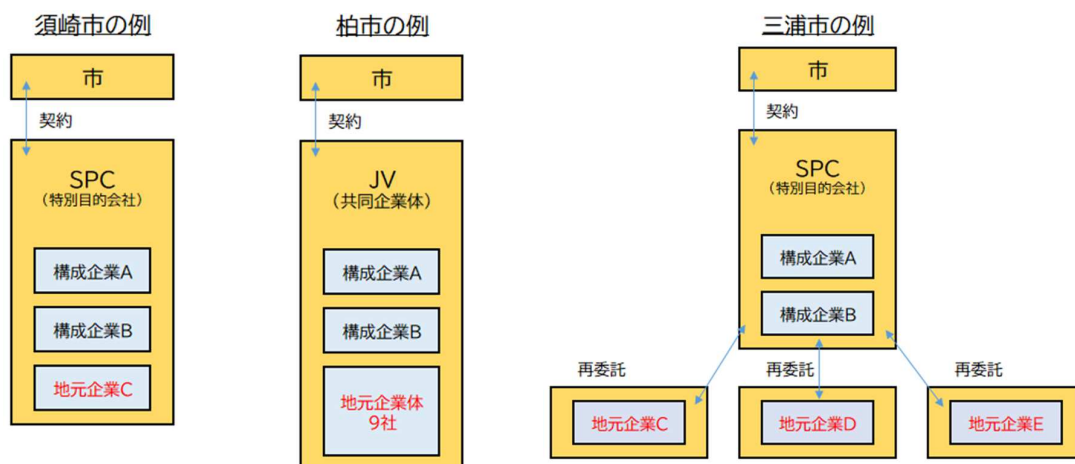 須崎市の例
市
契約
SPC
（特別目的会社）
構成企業A
構成企業B
地元企業C
柏市の例
市
契約
JV
（共同企業体）
構成企業A
構成企業B
地元企業体
9社
三浦市の例
市
契約
SPC
（特別目的会社）
構成企業A
構成企業B
再委託
再委託
再委託
地元企業C
地元企業D
地元企業E